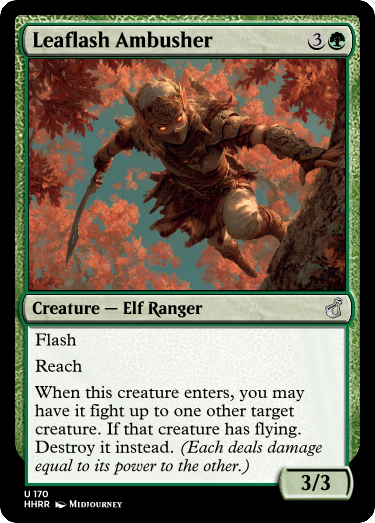 Leaflash Ambusher 3
Creature — Elf Ranger
Flash
Reach
When this creature enters, you may
have it fight up to one other target
creature. If that creature has flying.
Destroy it instead. (Each deals damage
equal to its power to the other.)
3/3
U 170
HHRR Midjourney